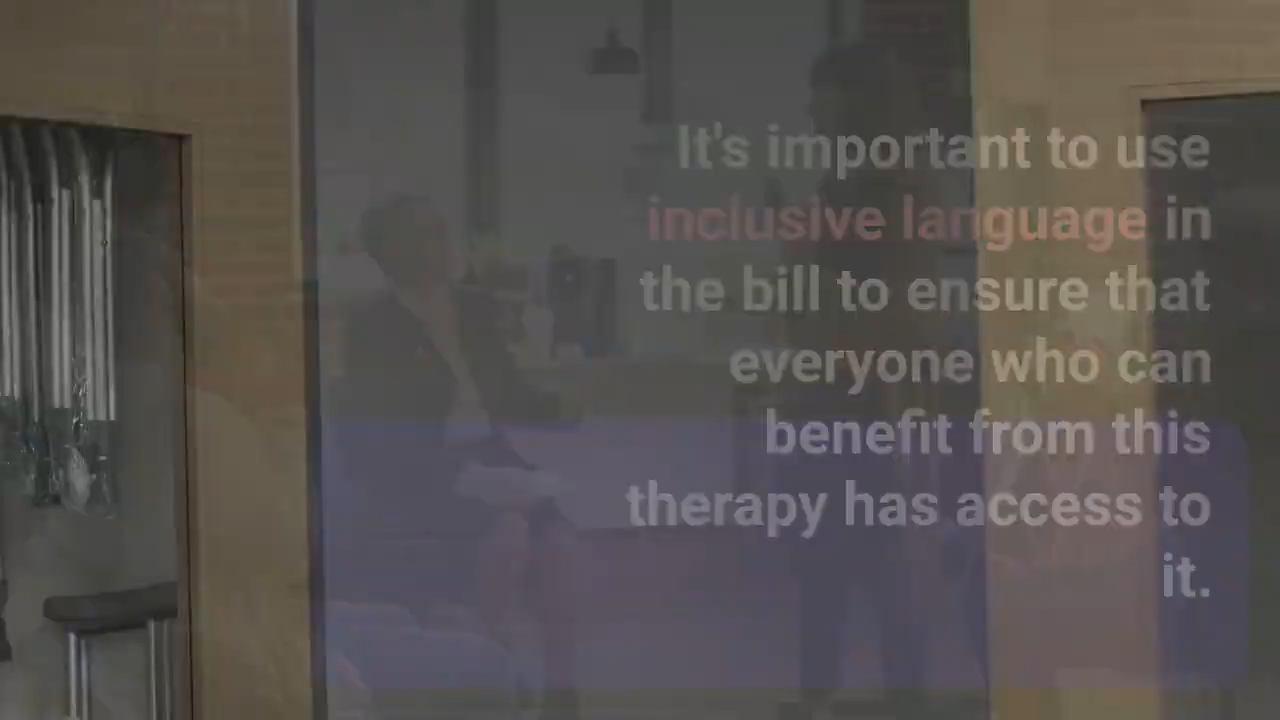 It's important to use
inclusive language in
the bill to ensure that
everyone who can
benefit from this
therapy has access to
it.